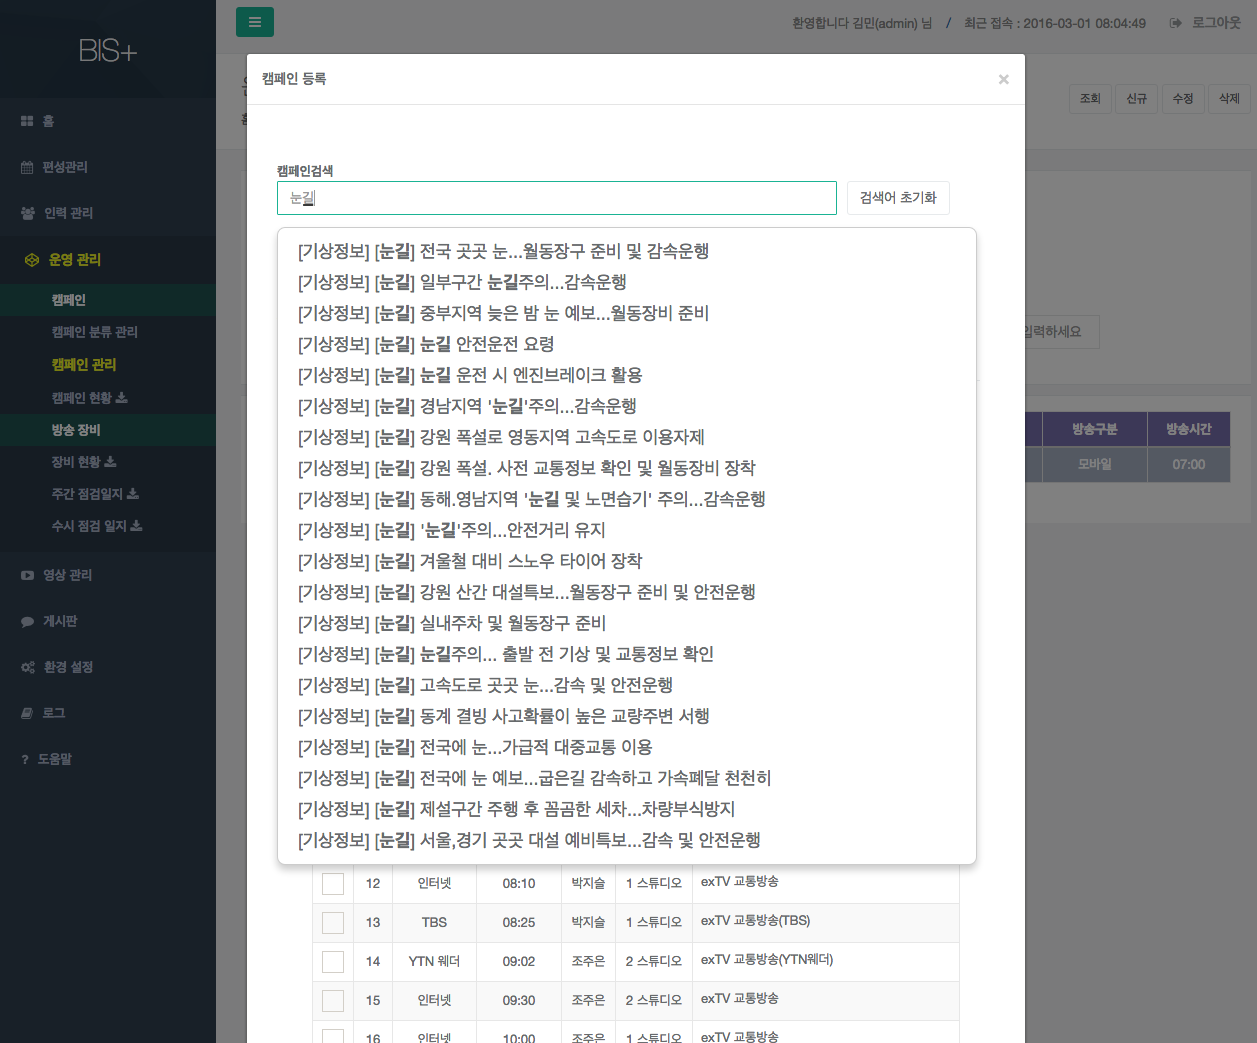 BIS+
환영합니다 김민(admin) 님 / 최근 접속 : 2016-03-01 08:04:49 로그아웃
홈
편성관리
인력 관리
운영 관리
캠페인
캠페인 분류 관리
캠페인 관리
캠페인 현황
방송 장비
장비 현황
주간 점검일지
수시 점검 일지
영상 관리
게시판
환경 설정
로그
? 도움말
조회 신규 수정 삭제
캠페인 등록 ×
캠페인검색
눈길 검색어 초기화
[기상정보] [눈길] 전국 곳곳 눈...월동장구 준비 및 감속운행
[기상정보] [눈길] 일부구간 눈길주의...감속운행
[기상정보] [눈길] 중부지역 늦은 밤 눈 예보...월동장비 준비
[기상정보] [눈길] 눈길 안전운전 요령
[기상정보] [눈길] 눈길 운전 시 엔진브레이크 활용
[기상정보] [눈길] 경남지역 '눈길'주의...감속운행
[기상정보] [눈길] 강원 폭설로 영동지역 고속도로 이용자제
[기상정보] [눈길] 강원 폭설. 사전 교통정보 확인 및 월동장비 장착
[기상정보] [눈길] 동해.영남지역 '눈길 및 노면습기' 주의...감속운행
[기상정보] [눈길] '눈길'주의...안전거리 유지
[기상정보] [눈길] 겨울철 대비 스노우 타이어 장착
[기상정보] [눈길] 강원 산간 대설특보...월동장구 준비 및 안전운행
[기상정보] [눈길] 실내주차 및 월동장구 준비
[기상정보] [눈길] 눈길주의... 출발 전 기상 및 교통정보 확인
[기상정보] [눈길] 고속도로 곳곳 눈...감속 및 안전운행
[기상정보] [눈길] 동계 결빙 사고확률이 높은 교량주변 서행
[기상정보] [눈길] 전국에 눈...가급적 대중교통 이용
[기상정보] [눈길] 전국에 눈 예보...굽은길 감속하고 가속페달 천천히
[기상정보] [눈길] 제설구간 주행 후 꼼꼼한 세차...차량부식방지
[기상정보] [눈길] 서울,경기 곳곳 대설 예비특보...감속 및 안전운행
입력하세요
방송구분 방송시간
모바일 07:00
12 인터넷 08:10 박지슬 1 스튜디오 exTV 교통방송
13 TBS 08:25 박지슬 1 스튜디오 exTV 교통방송(TBS)
14 YTN 웨더 09:02 조주은 2 스튜디오 exTV 교통방송(YTN웨더)
15 인터넷 09:30 조주은 2 스튜디오 exTV 교통방송
16 인터넷 10:00 조주은 1 스튜디오 exTV 교통방송